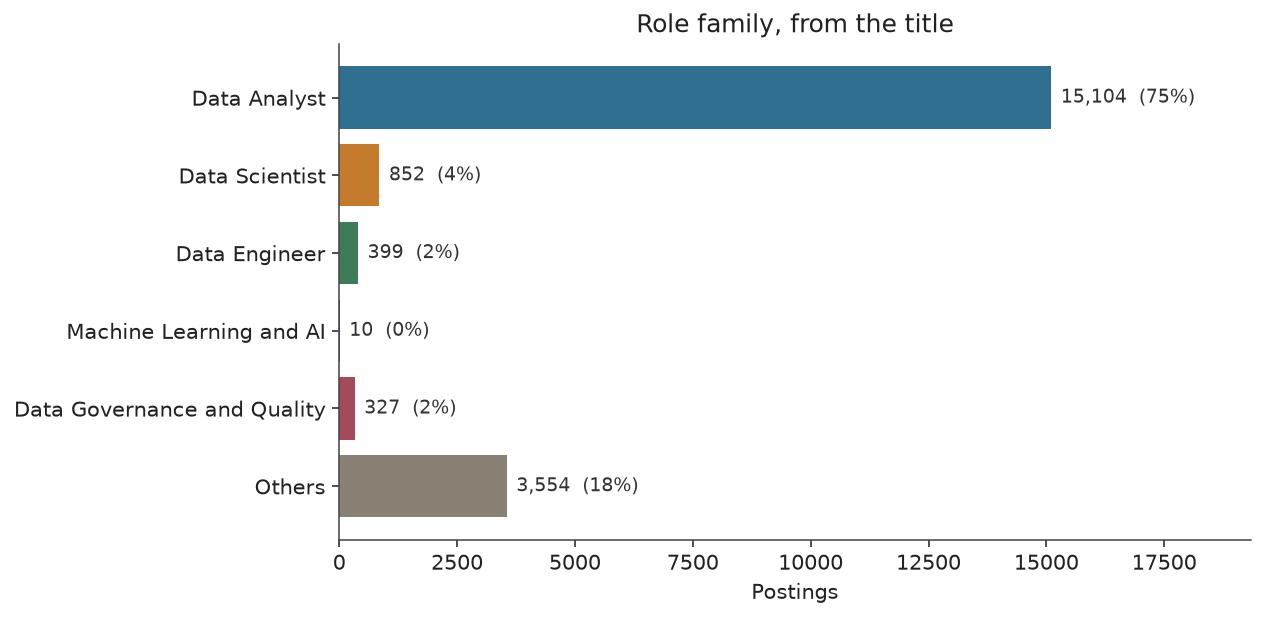 Role family, from the title
Data Analyst 15,104 (75%)
Data Scientist 852 (4%)
Data Engineer 399 (2%)
Machine Learning and AI 10 (0%)
Data Governance and Quality 327 (2%)
Others 3,554 (18%)
0 2500 5000 7500 10000 12500 15000 17500
Postings